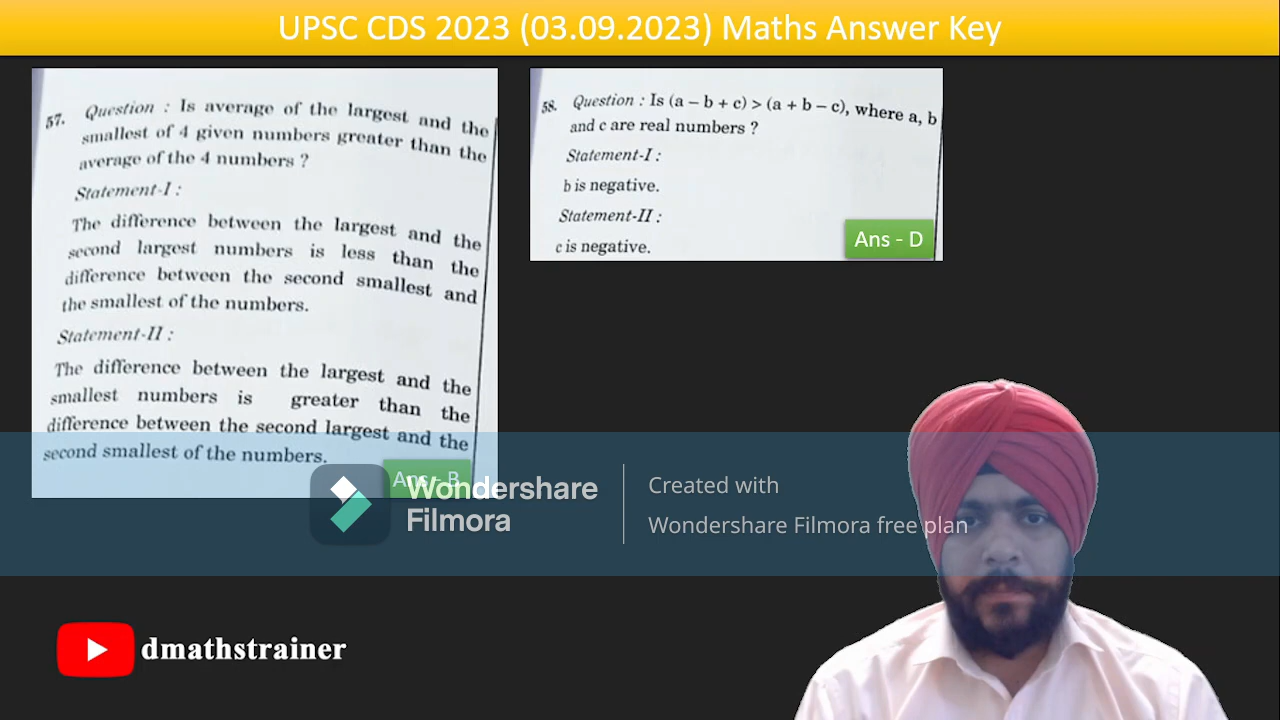 UPSC CDS 2023 (03.09.2023) Maths Answer Key
57. Question : Is average of the largest and the
smallest of 4 given numbers greater than the
average of the 4 numbers ?
Statement-I :
The difference between the largest and the
second largest numbers is less than the
difference between the second smallest and
the smallest of the numbers.
Statement-II :
The difference between the largest and the
smallest numbers is greater than the
difference between the second largest and the
second smallest of the numbers.
Ans - B
58. Question : Is (a – b + c) > (a + b – c), where a, b
and c are real numbers ?
Statement-I :
b is negative.
Statement-II :
c is negative.
Ans - D
Wondershare
Filmora
Created with
Wondershare Filmora free plan
dmathstrainer